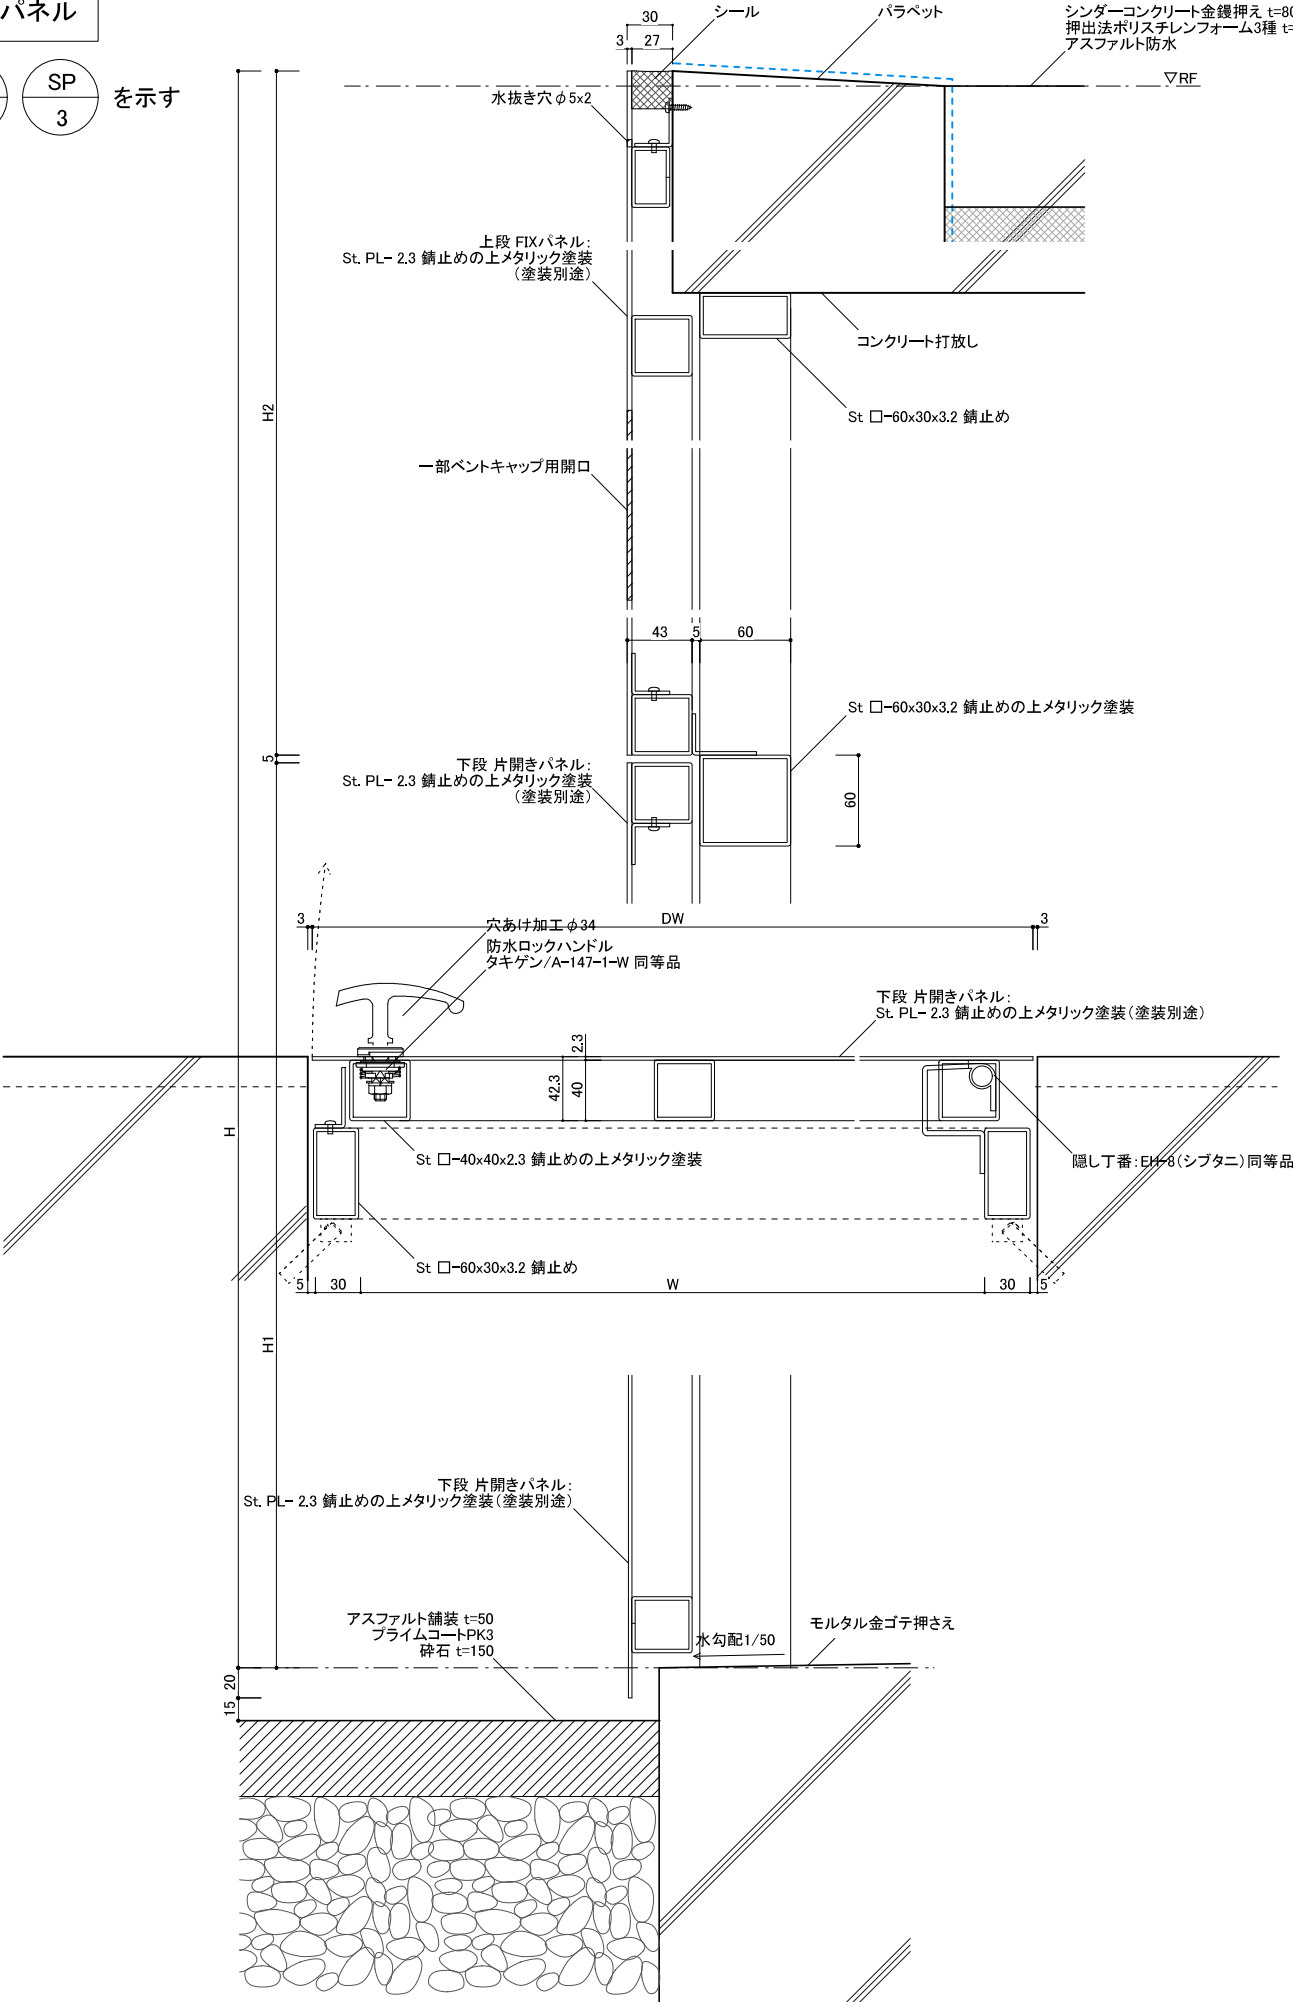 パネル
SP
3
を示す
30
シール
パラペット
シンダーコンクリート金鏝押え t=80
押出法ポリスチレンフォーム3種 t=
アスファルト防水
3
27
▽RF
水抜き穴φ5x2
上段 FIXパネル:
St. PL- 2.3 錆止めの上メタリック塗装
(塗装別途)
コンクリート打放し
H2
St □-60x30x3.2 錆止め
一部ベントキャップ用開口
43
5
60
St □-60x30x3.2 錆止めの上メタリック塗装
5
下段 片開きパネル:
St. PL- 2.3 錆止めの上メタリック塗装
(塗装別途)
60
3
DW
3
穴あけ加工φ34
防水ロックハンドル
タキゲン/A-147-1-W 同等品
下段 片開きパネル:
St. PL- 2.3 錆止めの上メタリック塗装(塗装別途)
2.3
42.3
40
H
St □-40x40x2.3 錆止めの上メタリック塗装
隠し丁番:EH-8(シブタニ)同等品
St □-60x30x3.2 錆止め
5
30
W
30
5
H1
下段 片開きパネル:
St. PL- 2.3 錆止めの上メタリック塗装(塗装別途)
アスファルト舗装 t=50
プライムコートPK3
砕石 t=150
モルタル金ゴテ押さえ
水勾配1/50
20
15